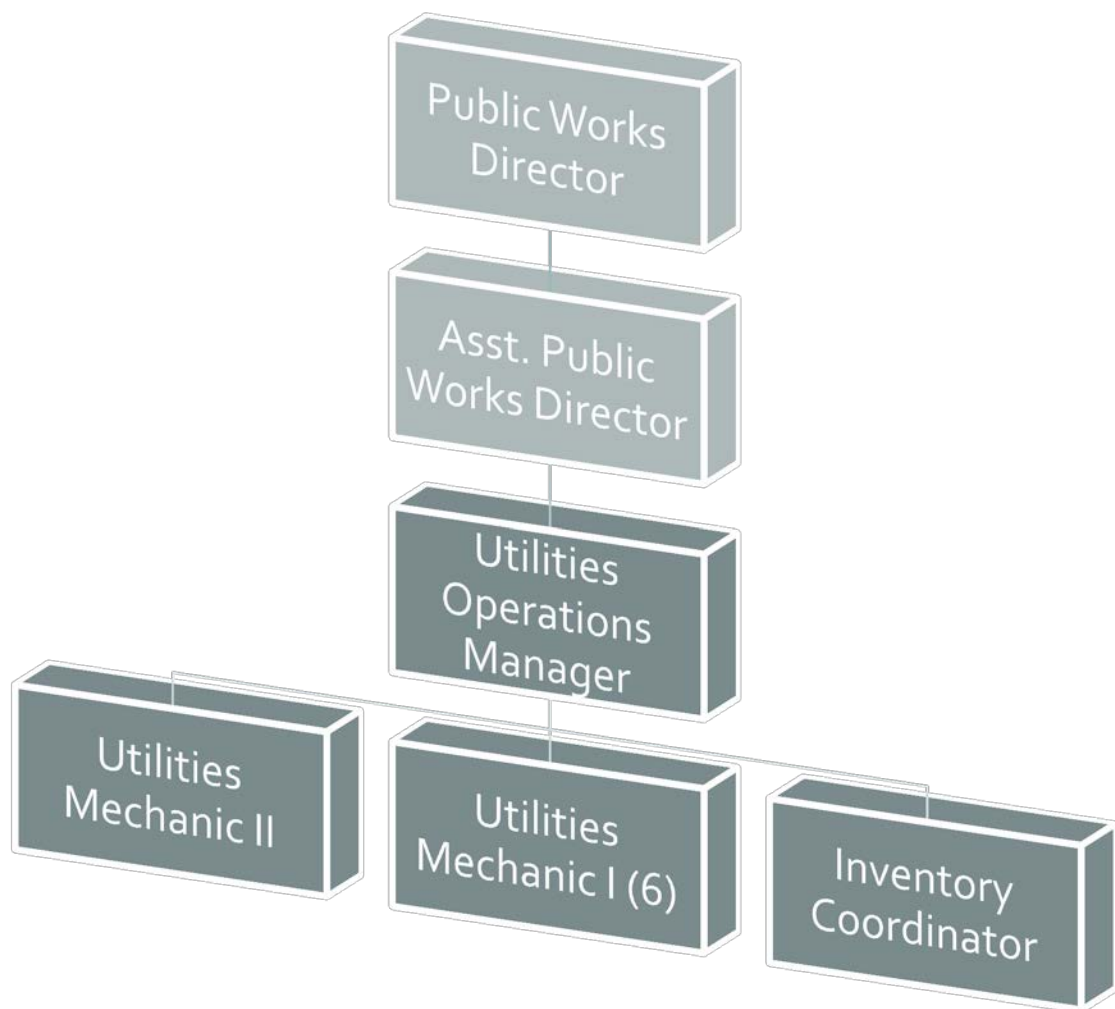 Public Works
Director
Asst. Public
Works Director
Utilities
Operations
Manager
Utilities
Mechanic II
Utilities
Mechanic I (6)
Inventory
Coordinator